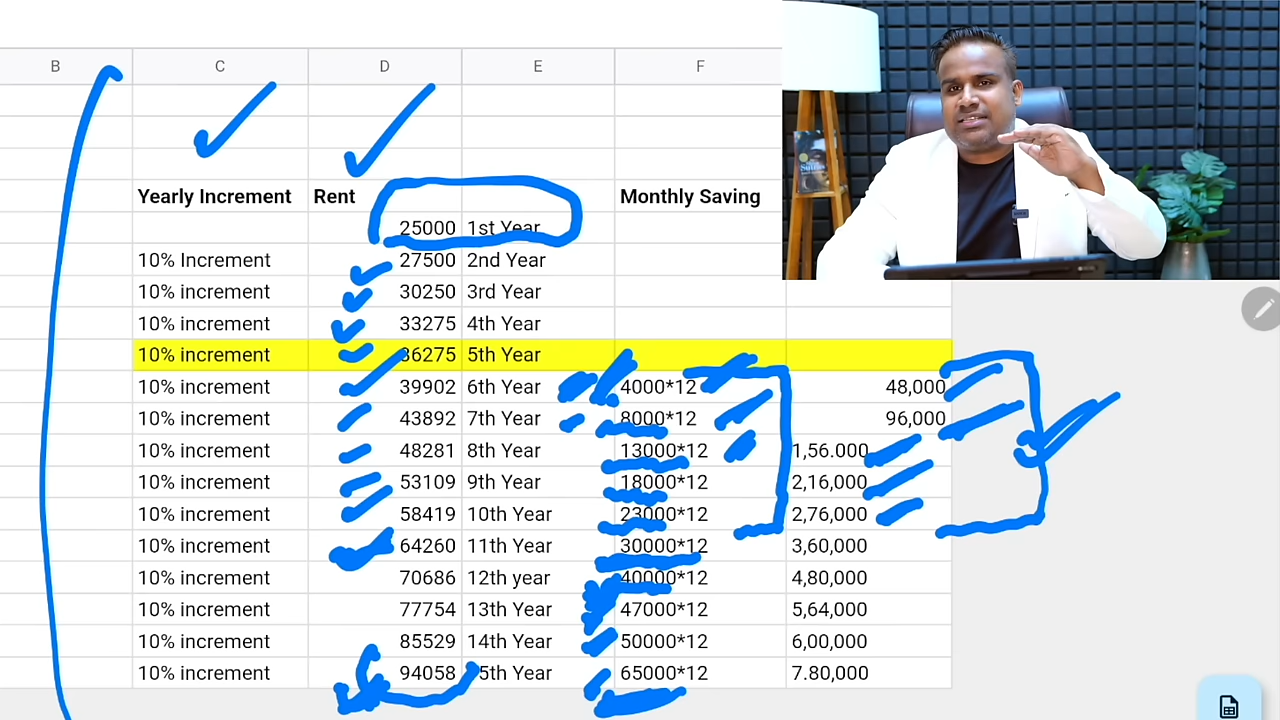 B C D E F
Yearly Increment Rent Monthly Saving
25000 1st Year
10% Increment 27500 2nd Year
10% increment 30250 3rd Year
10% increment 33275 4th Year
10% increment 36275 5th Year
10% increment 39902 6th Year 4000*12 48,000
10% increment 43892 7th Year 8000*12 96,000
10% increment 48281 8th Year 13000*12 1,56.000
10% increment 53109 9th Year 18000*12 2,16,000
10% increment 58419 10th Year 23000*12 2,76,000
10% increment 64260 11th Year 30000*12 3,60,000
10% increment 70686 12th year 40000*12 4,80,000
10% increment 77754 13th Year 47000*12 5,64,000
10% increment 85529 14th Year 50000*12 6,00,000
10% increment 94058 5th Year 65000*12 7.80,000